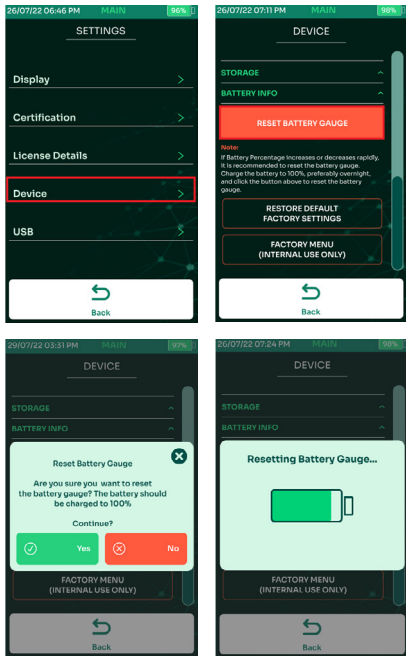 26/07/22 06:46 PM MAIN 96%
SETTINGS
Display
Certification
License Details
Device
USB
Back
26/07/22 07:11 PM MAIN 98%
DEVICE
STORAGE
BATTERY INFO
RESET BATTERY GAUGE
Note:
If Battery Percentage increases or decreases rapidly,
it is recommended to reset the battery gauge.
Charge the battery to 100%, preferably overnight,
and click the button above to reset the battery
gauge.
RESTORE DEFAULT
FACTORY SETTINGS
FACTORY MENU
(INTERNAL USE ONLY)
Back
29/07/22 03:31 PM MAIN 97%
DEVICE
STORAGE
BATTERY INFO
Reset Battery Gauge
Are you sure you want to reset
the battery gauge? The battery should
be charged to 100%
Continue?
Yes
No
FACTORY MENU
(INTERNAL USE ONLY)
Back
26/07/22 07:24 PM MAIN 98%
DEVICE
STORAGE
BATTERY INFO
Resetting Battery Gauge...
FACTORY MENU
(INTERNAL USE ONLY)
Back